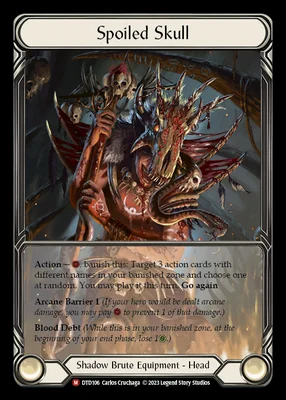 Spoiled Skull
Action — , banish this: Target 3 action cards with
different names in your banished zone and choose one
at random. You may play it this turn. Go again
Arcane Barrier 1 (If your hero would be dealt arcane
damage, you may pay to prevent 1 of that damage.)
Blood Debt (While this is in your banished zone, at the
beginning of your end phase, lose 1.)
Shadow Brute Equipment - Head
M DTD106 Carlos Cruchaga © 2023 Legend Story Studios